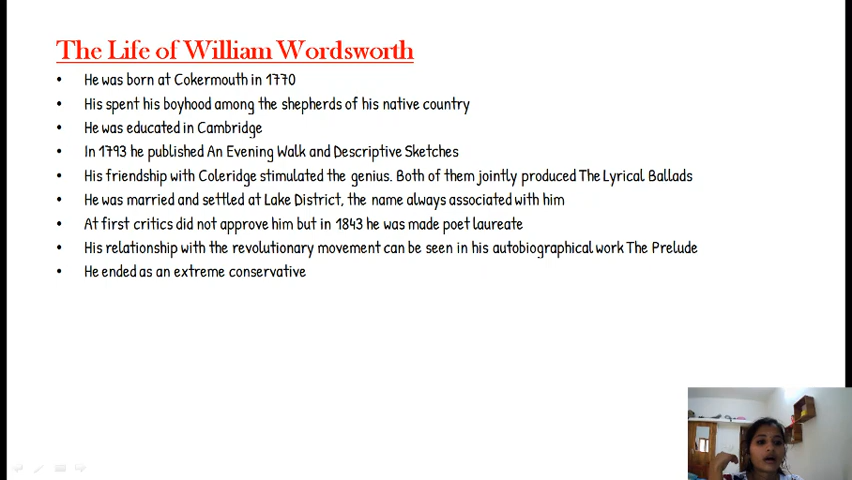 The Life of William Wordsworth
• He was born at Cokermouth in 1770
• His spent his boyhood among the shepherds of his native country
• He was educated in Cambridge
• In 1793 he published An Evening Walk and Descriptive Sketches
• His friendship with Coleridge stimulated the genius. Both of them jointly produced The Lyrical Ballads
• He was married and settled at Lake District, the name always associated with him
• At first critics did not approve him but in 1843 he was made poet laureate
• His relationship with the revolutionary movement can be seen in his autobiographical work The Prelude
• He ended as an extreme conservative